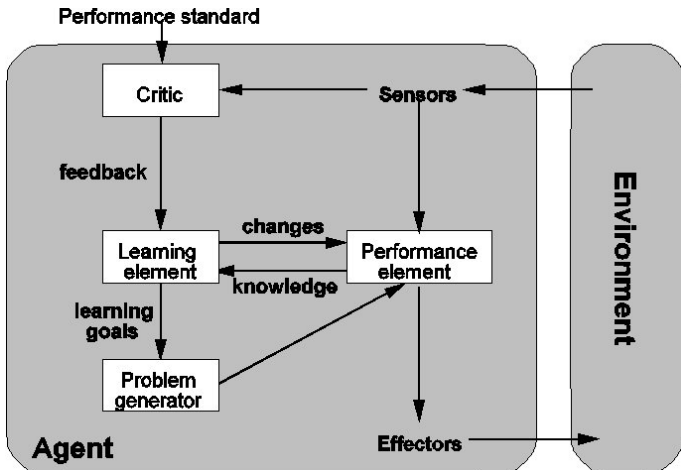 Performance standard
Critic
Sensors
feedback
changes
Learning
element
Performance
element
knowledge
learning
goals
Problem
generator
Agent
Effectors
Environment